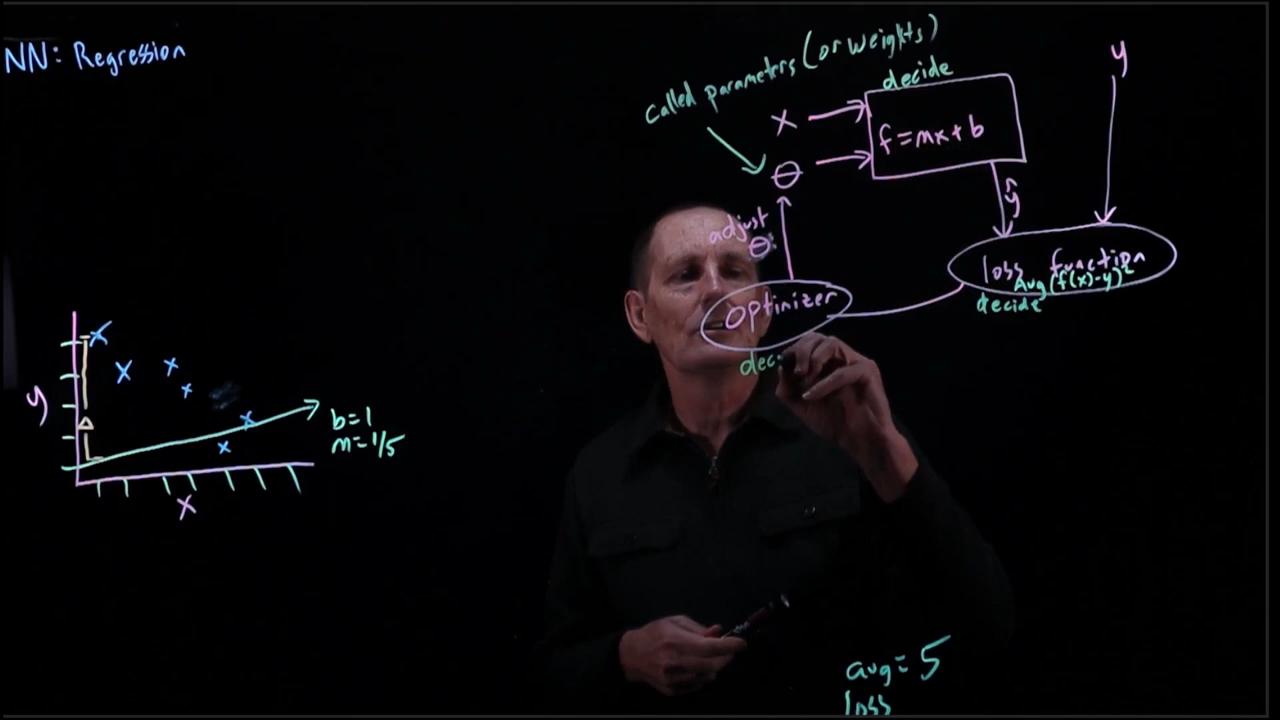 NN: Regression
called parameters (or weights)
decide
y
x
f=mx+b
θ
ŷ
adjust
θ:
loss function
Avg(f(x)-y)²
decide
optimizer
dec
y
b=1
m=1/5
x
avg=5
loss